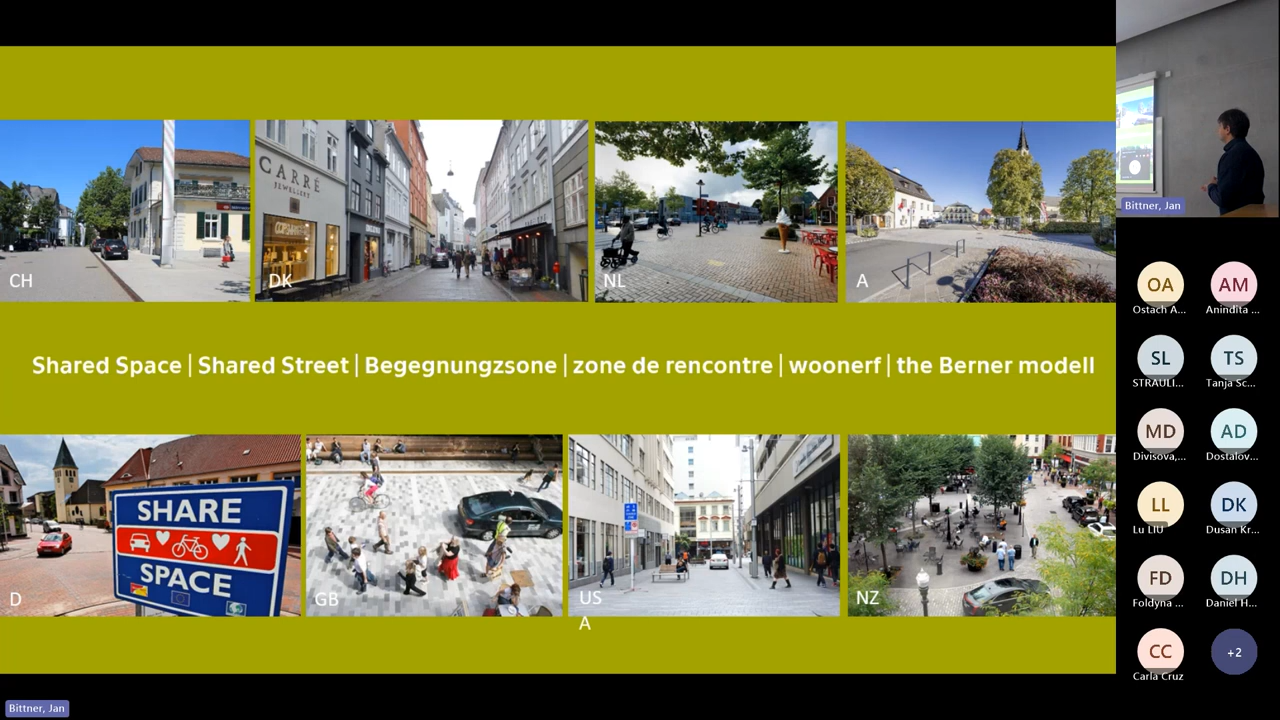 CARRÈ
JEWELLERY
CH
DK
NL
A
Shared Space | Shared Street | Begegnungzsone | zone de rencontre | woonerf | the Berner modell
SHARE
SPACE
D
GB
US
A
NZ
Bittner, Jan
Bittner, Jan
OA
Ostach A...
AM
Anindita ...
SL
STRAULI...
TS
Tanja Sc...
MD
Divisova,...
AD
Dostalov...
LL
Lu LIU
DK
Dusan Kr...
FD
Foldyna ...
DH
Daniel H...
CC
Carla Cruz
+2